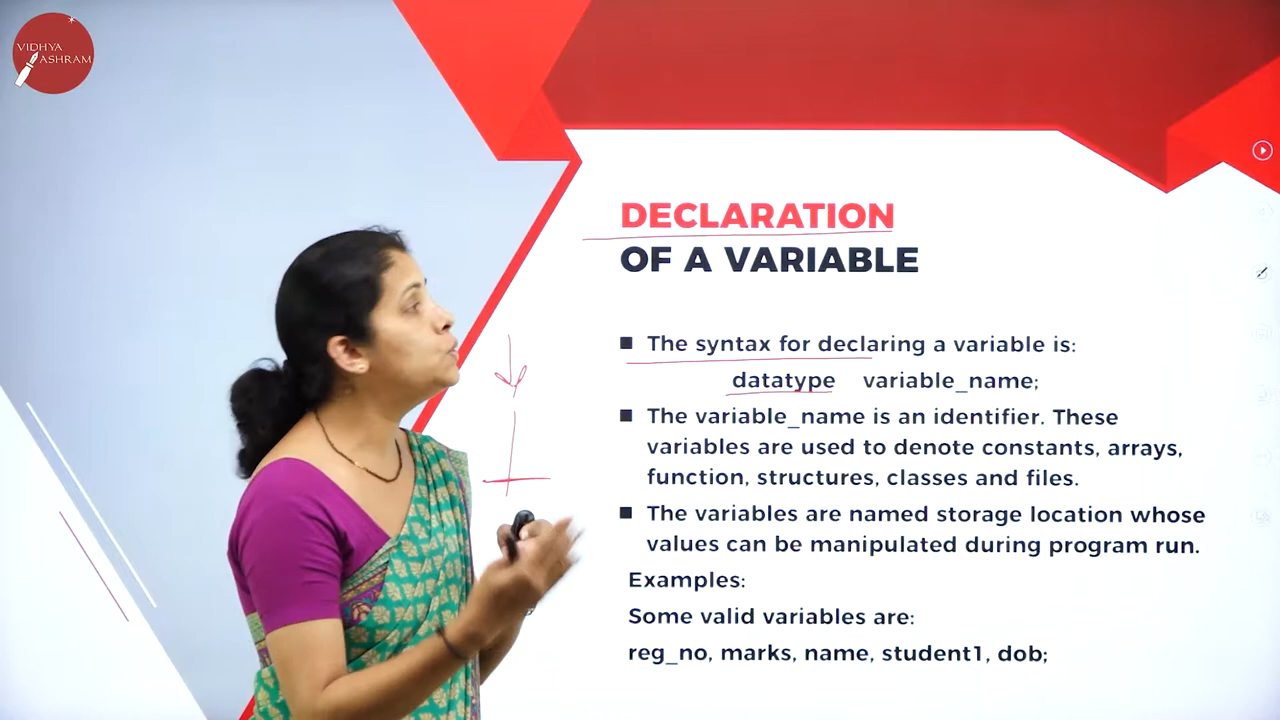 VIDHYA
ASHRAM
DECLARATION
OF A VARIABLE
The syntax for declaring a variable is:
datatype variable_name;
The variable_name is an identifier. These
variables are used to denote constants, arrays,
function, structures, classes and files.
The variables are named storage location whose
values can be manipulated during program run.
Examples:
Some valid variables are:
reg_no, marks, name, student1, dob;